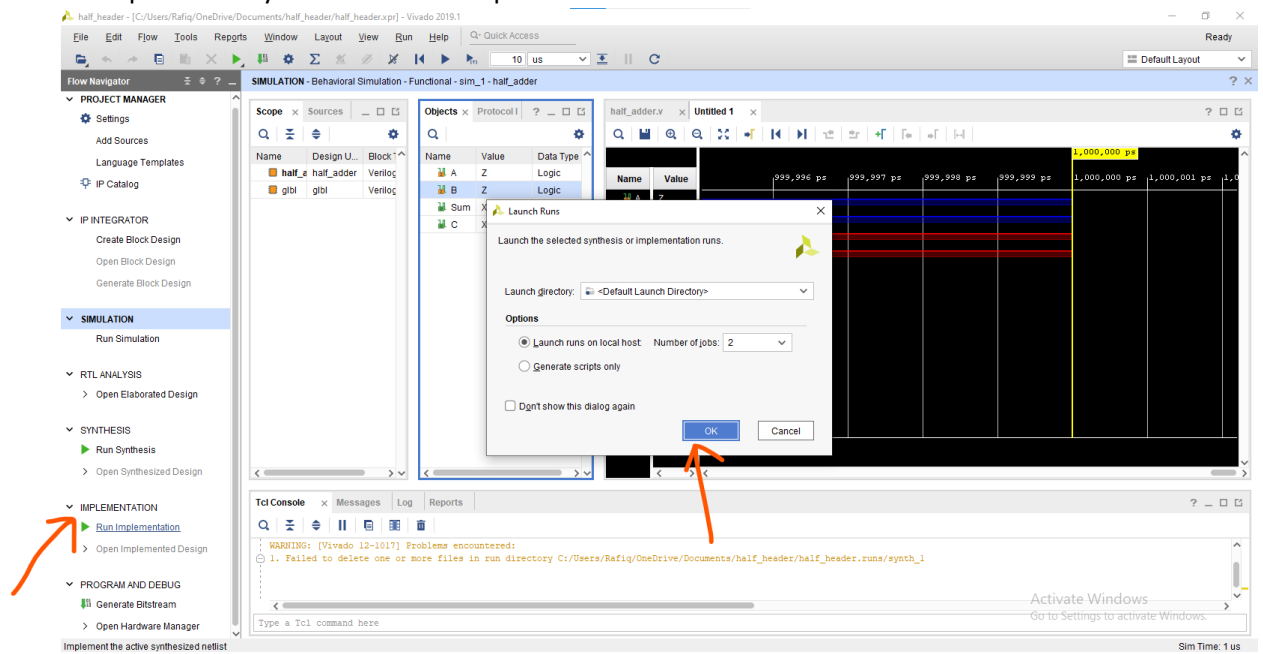 half_header - [C:/Users/Rafiq/OneDrive/Documents/half_header/half_header.xpr] - Vivado 2019.1
File Edit Flow Tools Reports Window Layout View Run Help Q- Quick Access Ready
10 us Default Layout
Flow Navigator
SIMULATION - Behavioral Simulation - Functional - sim_1 - half_adder
PROJECT MANAGER
Settings
Add Sources
Language Templates
IP Catalog
IP INTEGRATOR
Create Block Design
Open Block Design
Generate Block Design
SIMULATION
Run Simulation
RTL ANALYSIS
Open Elaborated Design
SYNTHESIS
Run Synthesis
Open Synthesized Design
IMPLEMENTATION
Run Implementation
Open Implemented Design
PROGRAM AND DEBUG
Generate Bitstream
Open Hardware Manager
Scope Sources
Name Design U... Block
half_a half_adder Verilog
glbl glbl Verilog
Objects Protocol I
Name Value Data Type
A Z Logic
B Z Logic
Sum X
C X
half_adder.v Untitled 1
1,000,000 ps
Name Value 999,996 ps 999,997 ps 999,998 ps 999,999 ps 1,000,000 ps 1,000,001 ps 1,0
A Z
Launch Runs
Launch the selected synthesis or implementation runs.
Launch directory: <Default Launch Directory>
Options
Launch runs on local host: Number of jobs: 2
Generate scripts only
Don't show this dialog again
OK Cancel
Tcl Console Messages Log Reports
WARNING: [Vivado 12-1017] Problems encountered:
1. Failed to delete one or more files in run directory C:/Users/Rafiq/OneDrive/Documents/half_header/half_header.runs/synth_1
Type a Tcl command here
Activate Windows
Go to Settings to activate Windows.
Implement the active synthesized netlist Sim Time: 1 us